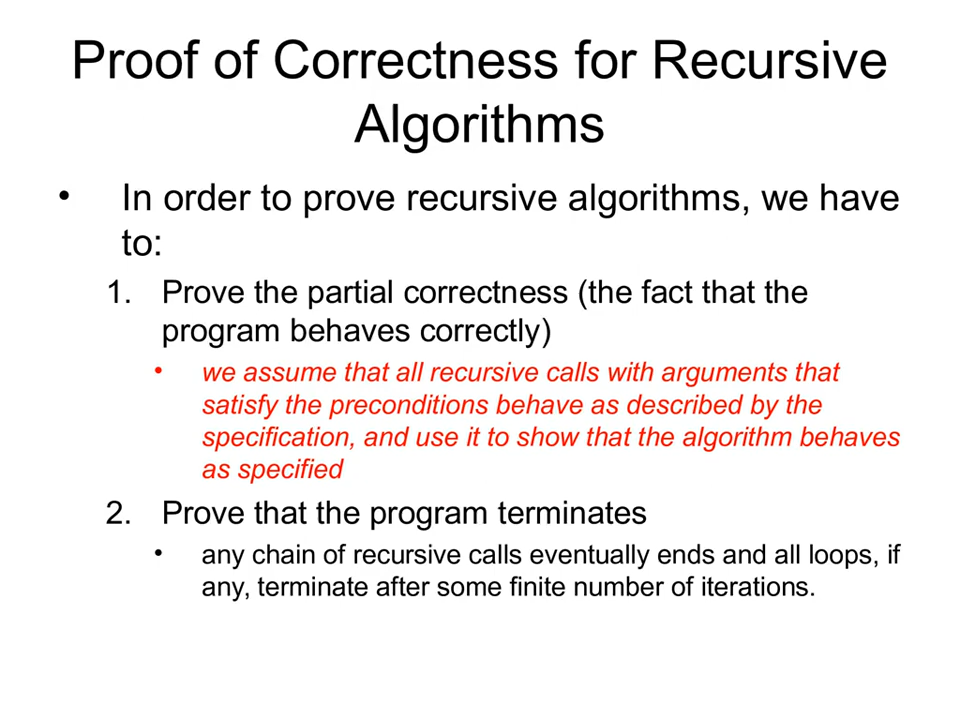 Proof of Correctness for Recursive
Algorithms
• In order to prove recursive algorithms, we have
to:
1. Prove the partial correctness (the fact that the
program behaves correctly)
• we assume that all recursive calls with arguments that
satisfy the preconditions behave as described by the
specification, and use it to show that the algorithm behaves
as specified
2. Prove that the program terminates
• any chain of recursive calls eventually ends and all loops, if
any, terminate after some finite number of iterations.